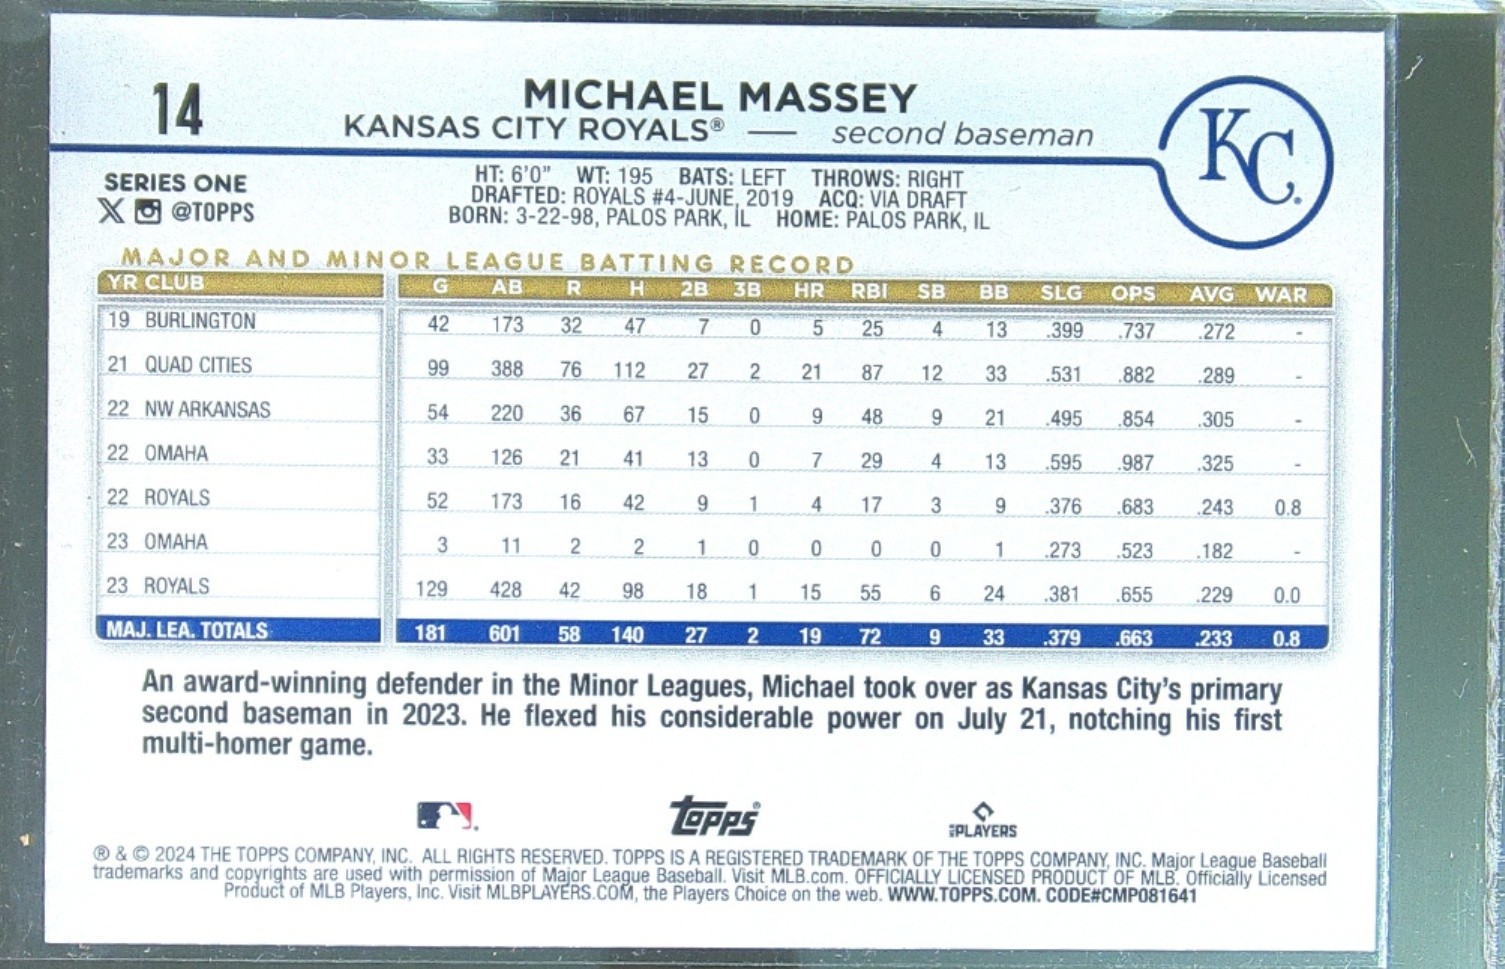 14
MICHAEL MASSEY
KANSAS CITY ROYALS® — second baseman
KC®
SERIES ONE
X @TOPPS
HT: 6'0" WT: 195 BATS: LEFT THROWS: RIGHT
DRAFTED: ROYALS #4-JUNE, 2019 ACQ: VIA DRAFT
BORN: 3-22-98, PALOS PARK, IL HOME: PALOS PARK, IL
MAJOR AND MINOR LEAGUE BATTING RECORD
YR CLUB G AB R H 2B 3B HR RBI SB BB SLG OPS AVG WAR
19 BURLINGTON 42 173 32 47 7 0 5 25 4 13 .399 .737 .272 -
21 QUAD CITIES 99 388 76 112 27 2 21 87 12 33 .531 .882 .289 -
22 NW ARKANSAS 54 220 36 67 15 0 9 48 9 21 .495 .854 .305 -
22 OMAHA 33 126 21 41 13 0 7 29 4 13 .595 .987 .325 -
22 ROYALS 52 173 16 42 9 1 4 17 3 9 .376 .683 .243 0.8
23 OMAHA 3 11 2 2 1 0 0 0 0 1 .273 .523 .182 -
23 ROYALS 129 428 42 98 18 1 15 55 6 24 .381 .655 .229 0.0
MAJ. LEA. TOTALS 181 601 58 140 27 2 19 72 9 33 .379 .663 .233 0.8
An award-winning defender in the Minor Leagues, Michael took over as Kansas City's primary
second baseman in 2023. He flexed his considerable power on July 21, notching his first
multi-homer game.
Topps®
MLBPLAYERS
® & © 2024 THE TOPPS COMPANY, INC. ALL RIGHTS RESERVED. TOPPS IS A REGISTERED TRADEMARK OF THE TOPPS COMPANY, INC. Major League Baseball
trademarks and copyrights are used with permission of Major League Baseball. Visit MLB.com. OFFICIALLY LICENSED PRODUCT OF MLB. Officially Licensed
Product of MLB Players, Inc. Visit MLBPLAYERS.COM, the Players Choice on the web. WWW.TOPPS.COM. CODE#CMP081641